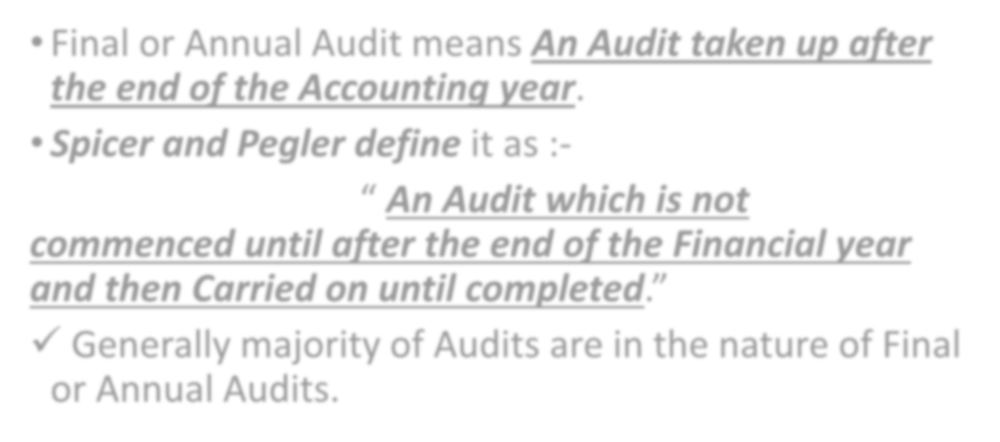 • Final or Annual Audit means An Audit taken up after
the end of the Accounting year.
• Spicer and Pegler define it as :-
“ An Audit which is not
commenced until after the end of the Financial year
and then Carried on until completed.”
✓ Generally majority of Audits are in the nature of Final
or Annual Audits.